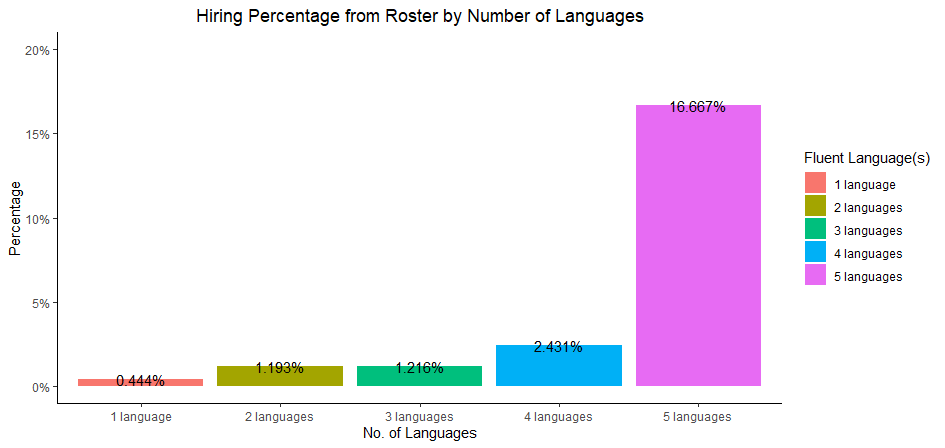 Hiring Percentage from Roster by Number of Languages
20%
15%
10%
5%
0%
Percentage
0.444%
1.193%
1.216%
2.431%
16.667%
1 language
2 languages
3 languages
4 languages
5 languages
No. of Languages
Fluent Language(s)
1 language
2 languages
3 languages
4 languages
5 languages